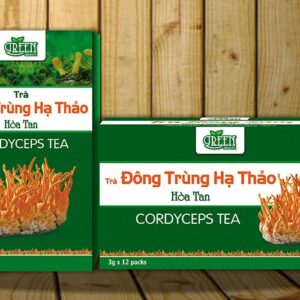 GREEN
Trà
Trùng Hạ Thảo
Hòa Tan
RDYCEPS TEA
GREEN
Trà Đông Trùng Hạ Thảo
Hòa Tan
CORDYCEPS TEA
3g x 12 packs